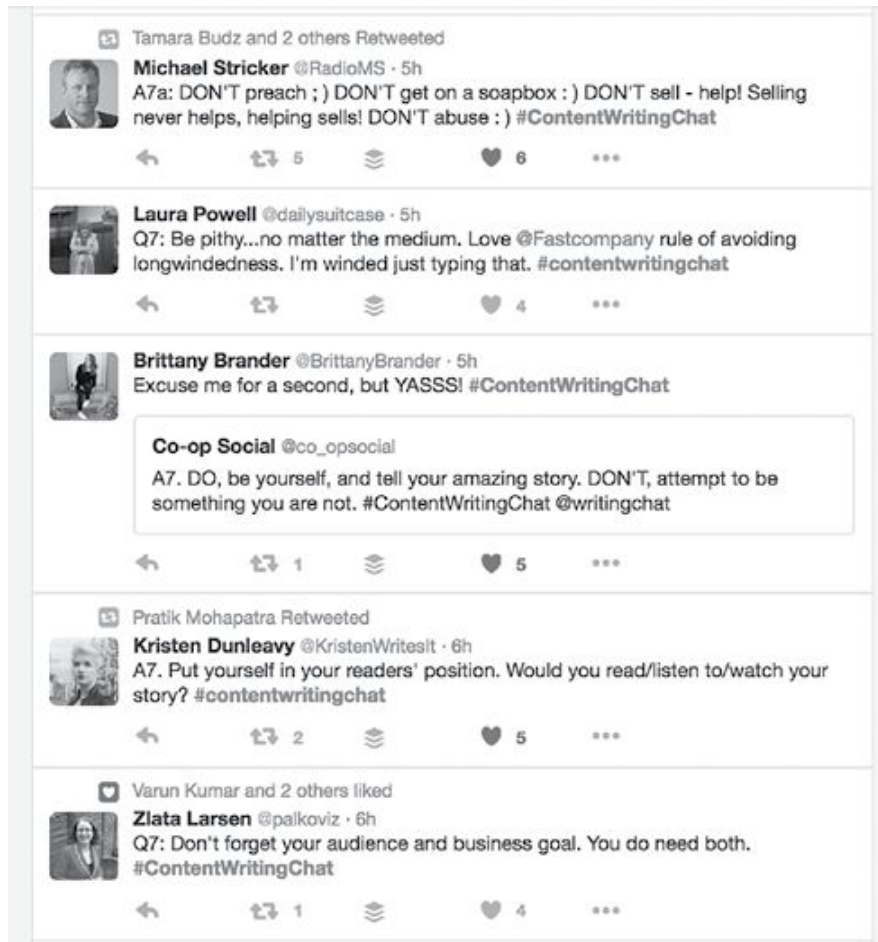 Tamara Budz and 2 others Retweeted
Michael Stricker @RadioMS · 5h
A7a: DON'T preach ; ) DON'T get on a soapbox : ) DON'T sell - help! Selling
never helps, helping sells! DON'T abuse : ) #ContentWritingChat
5 6
Laura Powell @dailysuitcase · 5h
Q7: Be pithy...no matter the medium. Love @Fastcompany rule of avoiding
longwindedness. I'm winded just typing that. #contentwritingchat
4
Brittany Brander @BrittanyBrander · 5h
Excuse me for a second, but YASSS! #ContentWritingChat
Co-op Social @co_opsocial
A7. DO, be yourself, and tell your amazing story. DON'T, attempt to be
something you are not. #ContentWritingChat @writingchat
1 5
Pratik Mohapatra Retweeted
Kristen Dunleavy @KristenWritesIt · 6h
A7. Put yourself in your readers' position. Would you read/listen to/watch your
story? #contentwritingchat
2 5
Varun Kumar and 2 others liked
Zlata Larsen @palkoviz · 6h
Q7: Don't forget your audience and business goal. You do need both.
#ContentWritingChat
1 4